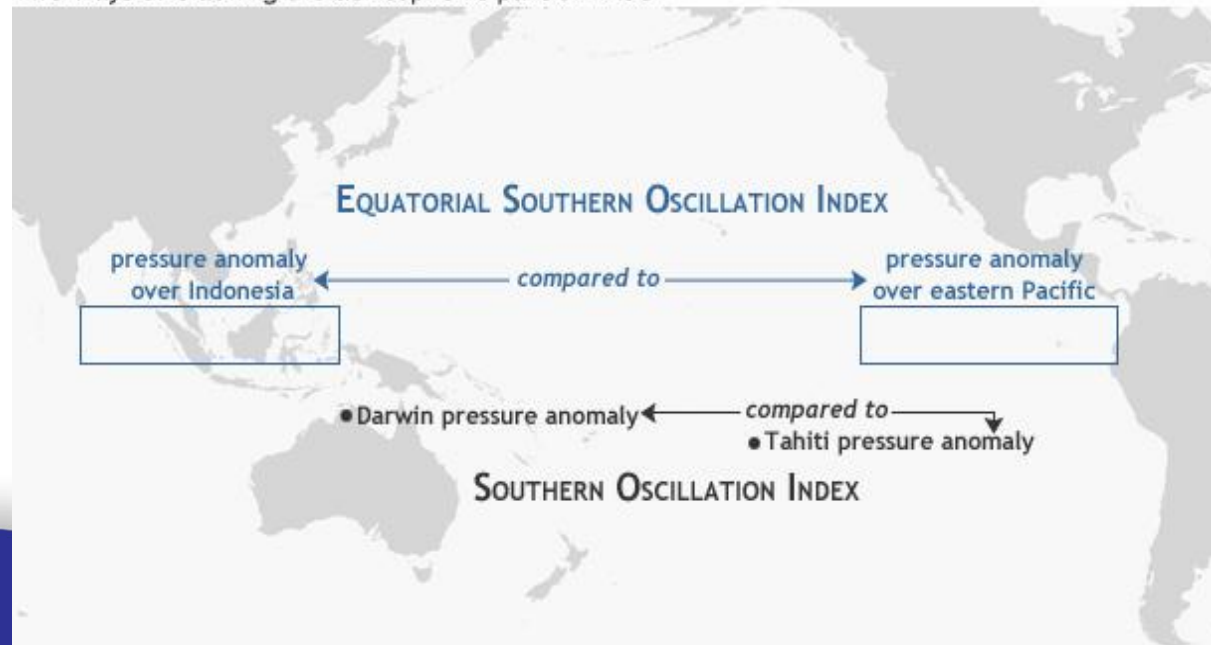 EQUATORIAL SOUTHERN OSCILLATION INDEX
pressure anomaly
over Indonesia
compared to
pressure anomaly
over eastern Pacific
Darwin pressure anomaly
compared to
Tahiti pressure anomaly
SOUTHERN OSCILLATION INDEX